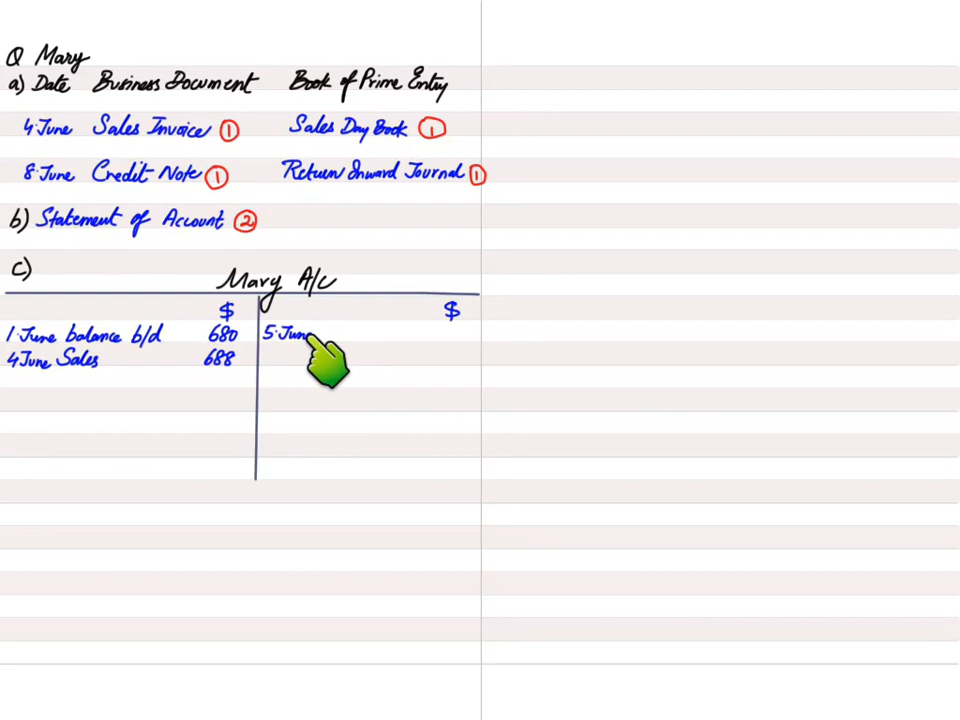 Q Mary
a) Date Business Document Book of Prime Entry
4 June Sales Invoice 1 Sales Day Book 1
8 June Credit Note 1 Return Inward Journal 1
b) Statement of Account 2
c)
Mary A/c
$ $
1 June balance b/d 680 5 June
4 June Sales 688